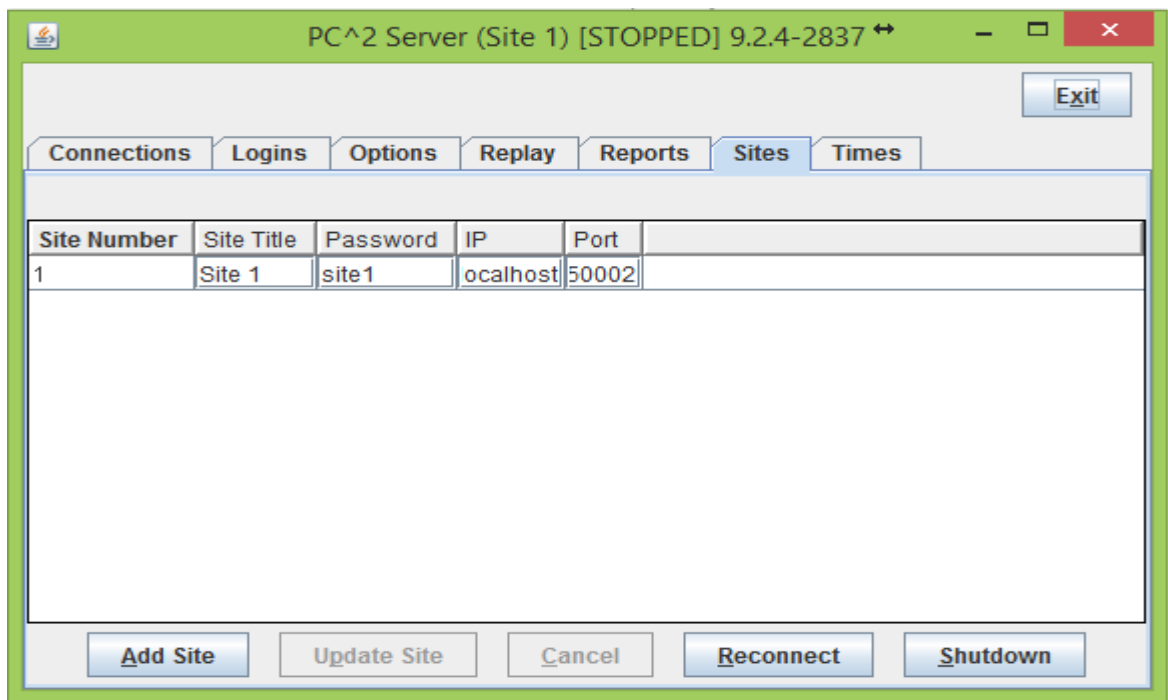 PC^2 Server (Site 1) [STOPPED] 9.2.4-2837
Exit
Connections Logins Options Replay Reports Sites Times
Site Number Site Title Password IP Port
1 Site 1 site1 ocalhost 50002
Add Site Update Site Cancel Reconnect Shutdown